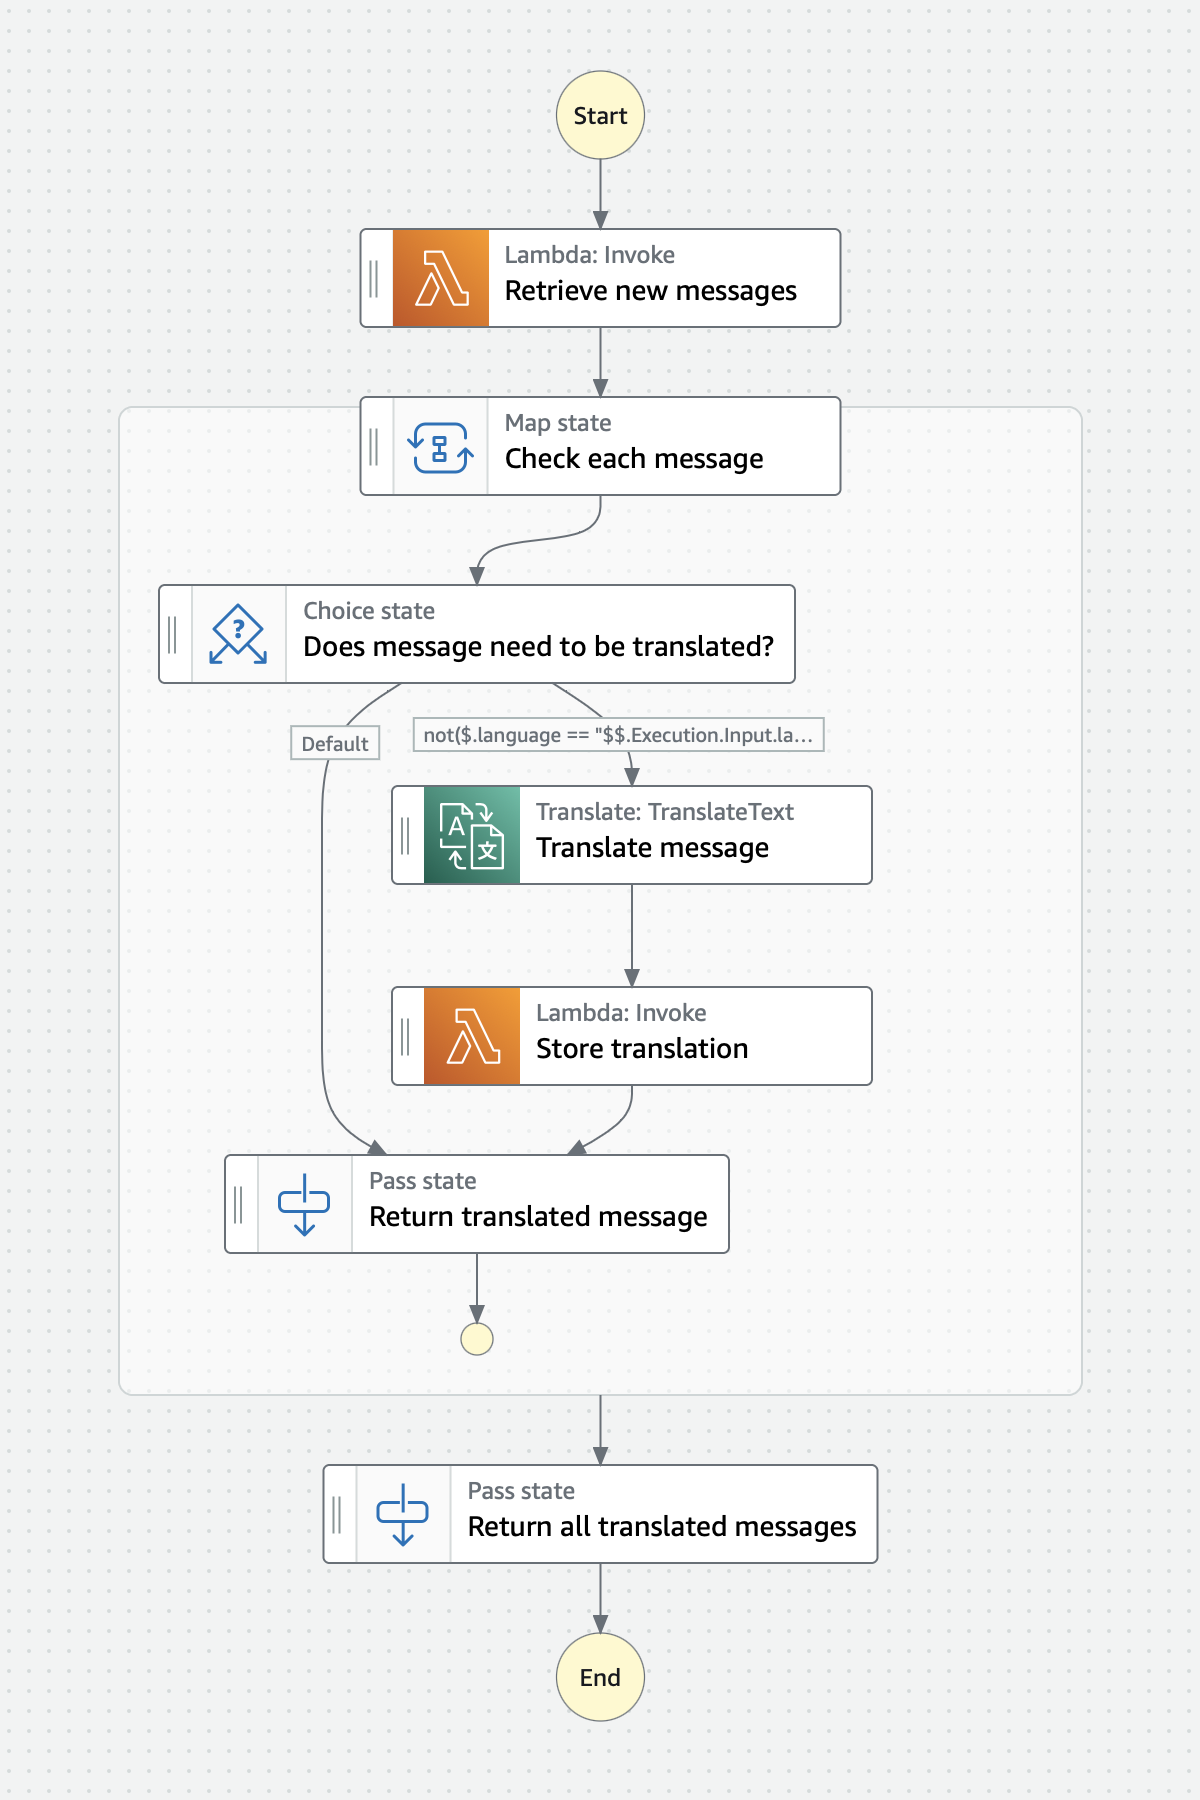 Start
Lambda: Invoke
Retrieve new messages
Map state
Check each message
Choice state
Does message need to be translated?
Default
not($.language == "$$.Execution.Input.la...
Translate: TranslateText
Translate message
Lambda: Invoke
Store translation
Pass state
Return translated message
Pass state
Return all translated messages
End